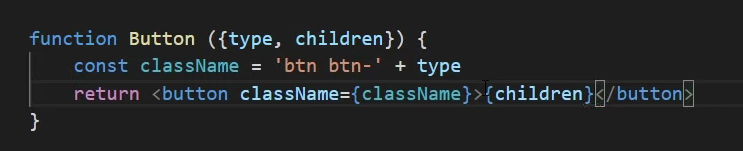 function Button ({type, children}) {
    const className = 'btn btn-' + type
    return <button className={className}>{children}</button>
}